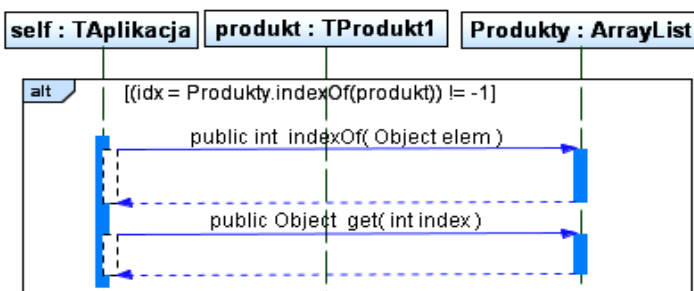 self : TAplikacja
produkt : TProdukt1
Produkty : ArrayList
alt
[(idx = Produkty.indexOf(produkt)) != -1]
public int indexOf( Object elem )
public Object get( int index )